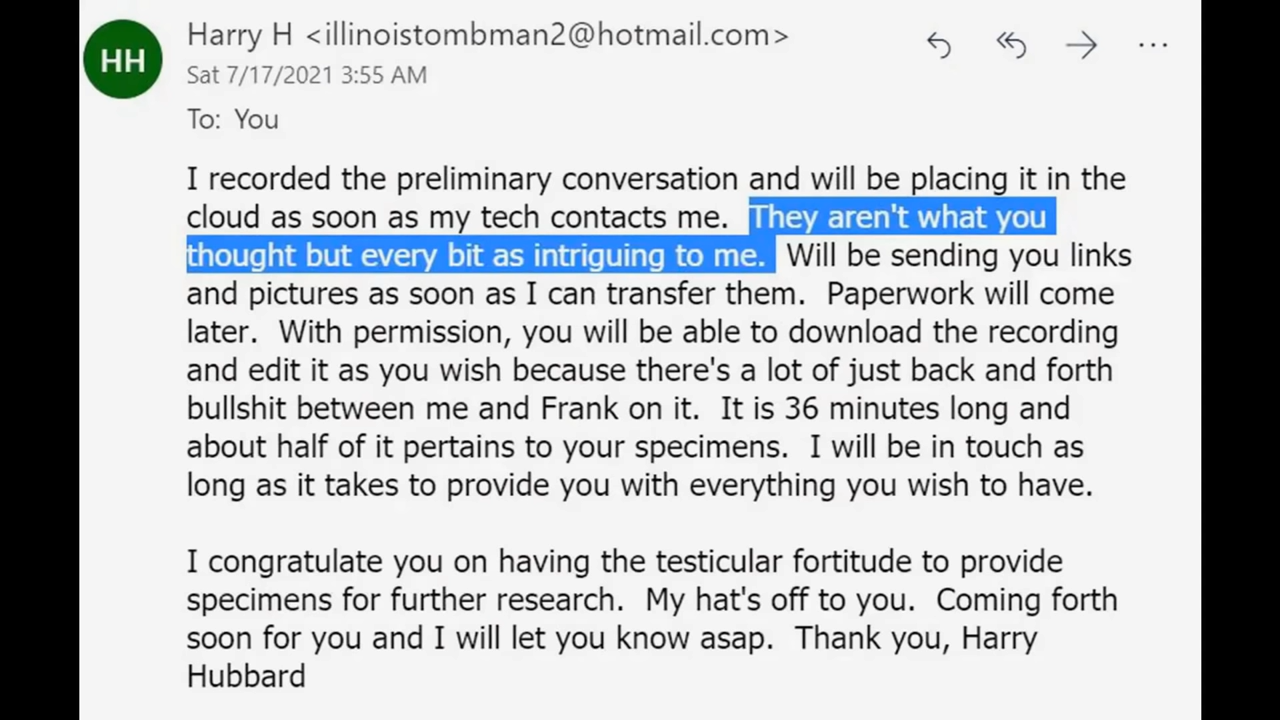 HH
Harry H <illinoistombman2@hotmail.com>
Sat 7/17/2021 3:55 AM
To: You
I recorded the preliminary conversation and will be placing it in the
cloud as soon as my tech contacts me. They aren't what you
thought but every bit as intriguing to me. Will be sending you links
and pictures as soon as I can transfer them. Paperwork will come
later. With permission, you will be able to download the recording
and edit it as you wish because there's a lot of just back and forth
bullshit between me and Frank on it. It is 36 minutes long and
about half of it pertains to your specimens. I will be in touch as
long as it takes to provide you with everything you wish to have.
I congratulate you on having the testicular fortitude to provide
specimens for further research. My hat's off to you. Coming forth
soon for you and I will let you know asap. Thank you, Harry
Hubbard